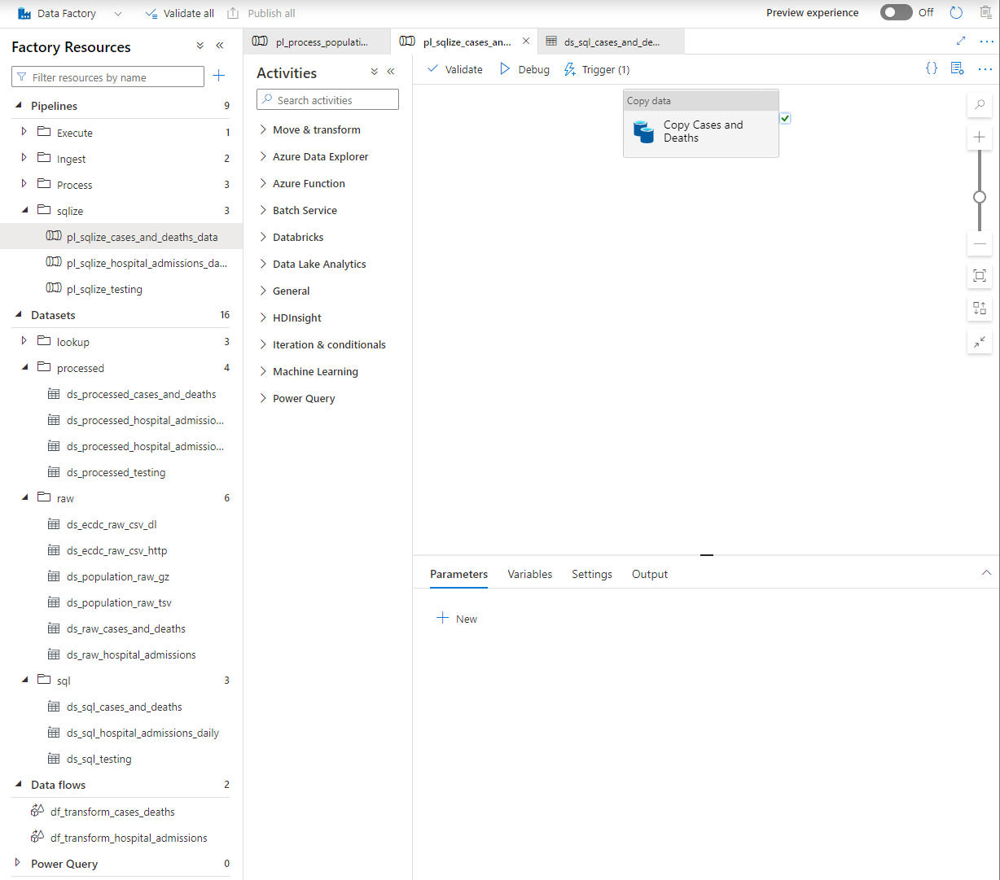 Data Factory
Validate all
Publish all
Preview experience
Off
Factory Resources
Filter resources by name
Pipelines 9
Execute 1
Ingest 2
Process 3
sqlize 3
pl_sqlize_cases_and_deaths_data
pl_sqlize_hospital_admissions_da...
pl_sqlize_testing
Datasets 16
lookup 3
processed 4
ds_processed_cases_and_deaths
ds_processed_hospital_admissio...
ds_processed_hospital_admissio...
ds_processed_testing
raw 6
ds_ecdc_raw_csv_dl
ds_ecdc_raw_csv_http
ds_population_raw_gz
ds_population_raw_tsv
ds_raw_cases_and_deaths
ds_raw_hospital_admissions
sql 3
ds_sql_cases_and_deaths
ds_sql_hospital_admissions_daily
ds_sql_testing
Data flows 2
df_transform_cases_deaths
df_transform_hospital_admissions
Power Query 0
pl_process_populati...
pl_sqlize_cases_an...
ds_sql_cases_and_de...
Activities
Search activities
Move & transform
Azure Data Explorer
Azure Function
Batch Service
Databricks
Data Lake Analytics
General
HDInsight
Iteration & conditionals
Machine Learning
Power Query
Validate
Debug
Trigger (1)
Copy data
Copy Cases and
Deaths
Parameters
Variables
Settings
Output
New